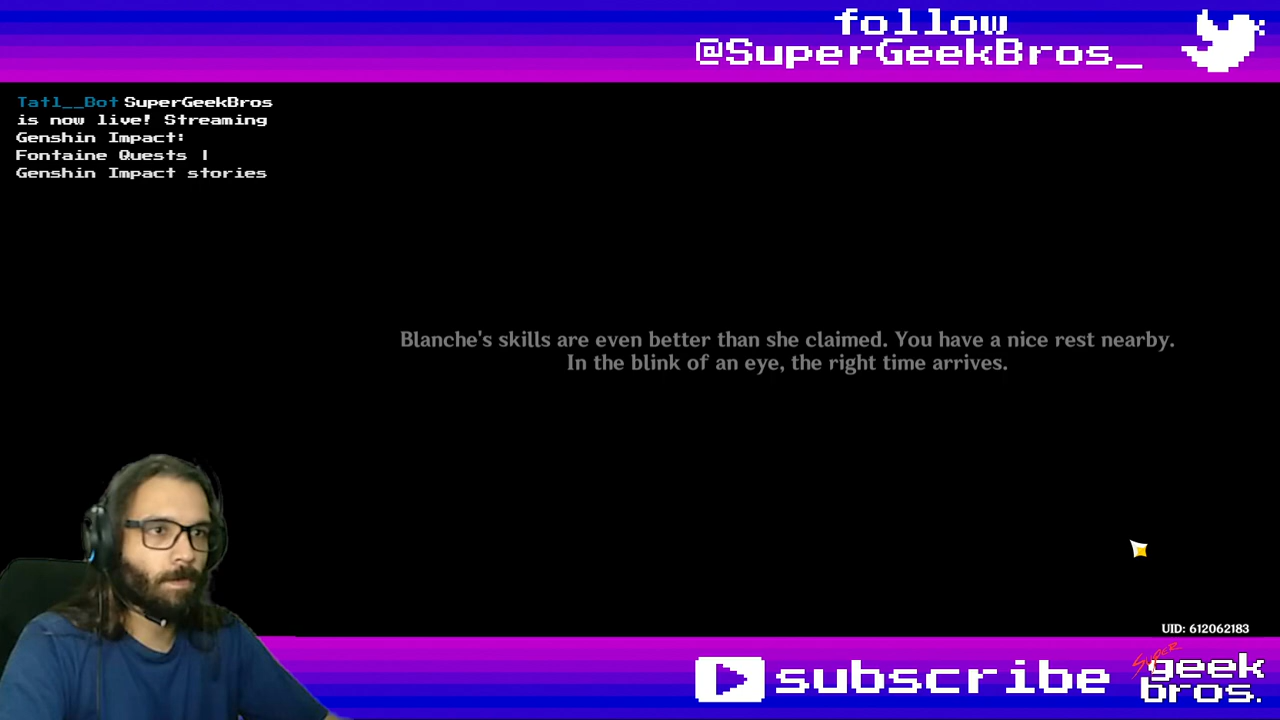 follow
@SuperGeekBros_
Tatl__Bot SuperGeekBros
is now live! Streaming
Genshin Impact:
Fontaine Quests |
Genshin Impact stories
Blanche's skills are even better than she claimed. You have a nice rest nearby.
In the blink of an eye, the right time arrives.
UID: 612062183
subscribe
SUPER
geek
bros.